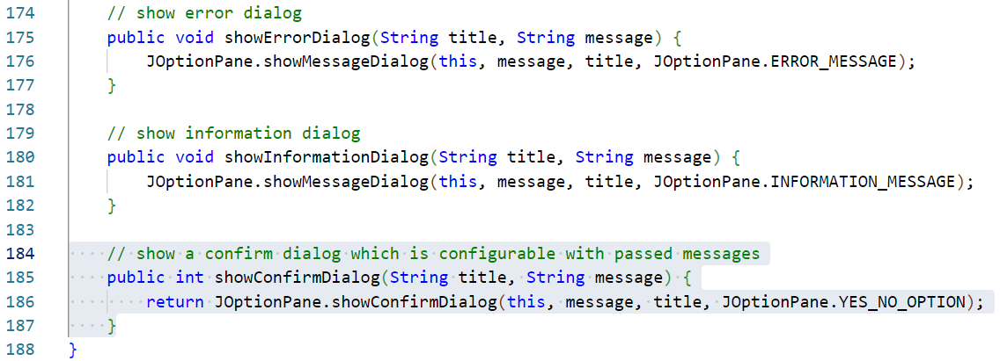 174 // show error dialog
175 public void showErrorDialog(String title, String message) {
176 JOptionPane.showMessageDialog(this, message, title, JOptionPane.ERROR_MESSAGE);
177 }
178
179 // show information dialog
180 public void showInformationDialog(String title, String message) {
181 JOptionPane.showMessageDialog(this, message, title, JOptionPane.INFORMATION_MESSAGE);
182 }
183
184 // show a confirm dialog which is configurable with passed messages
185 public int showConfirmDialog(String title, String message) {
186 return JOptionPane.showConfirmDialog(this, message, title, JOptionPane.YES_NO_OPTION);
187 }
188 }